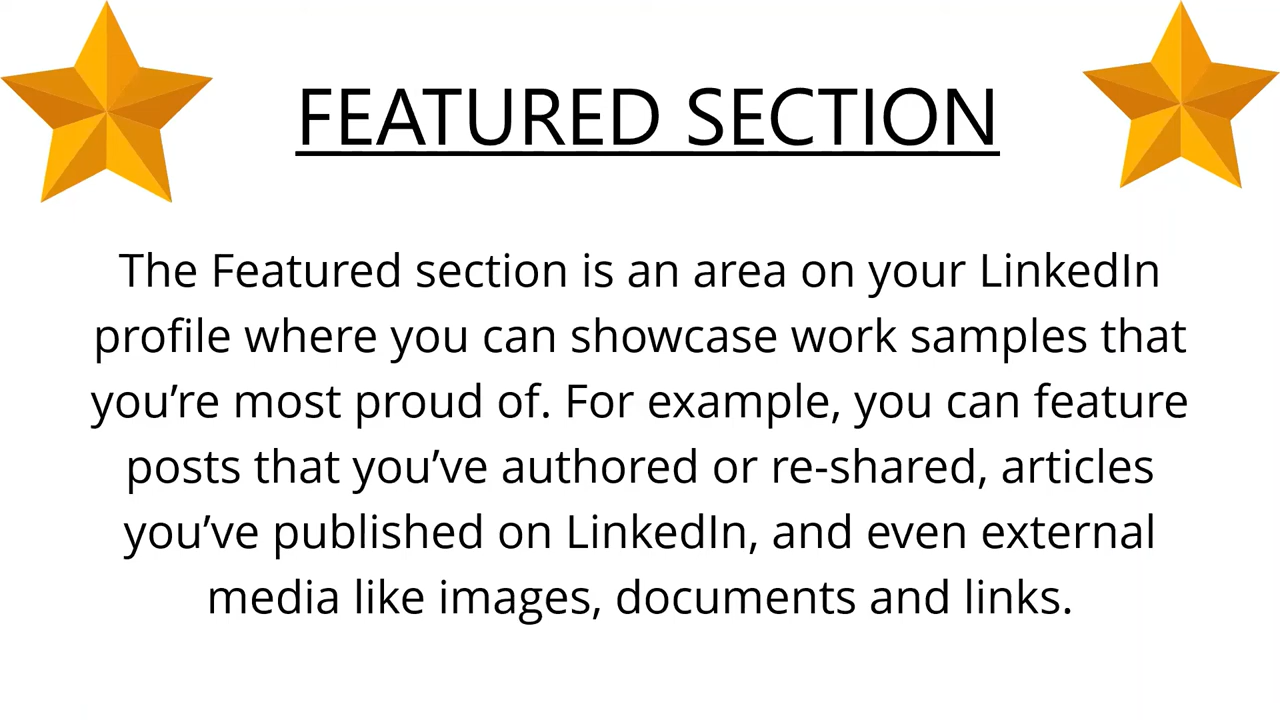 FEATURED SECTION
The Featured section is an area on your LinkedIn
profile where you can showcase work samples that
you’re most proud of. For example, you can feature
posts that you’ve authored or re-shared, articles
you’ve published on LinkedIn, and even external
media like images, documents and links.